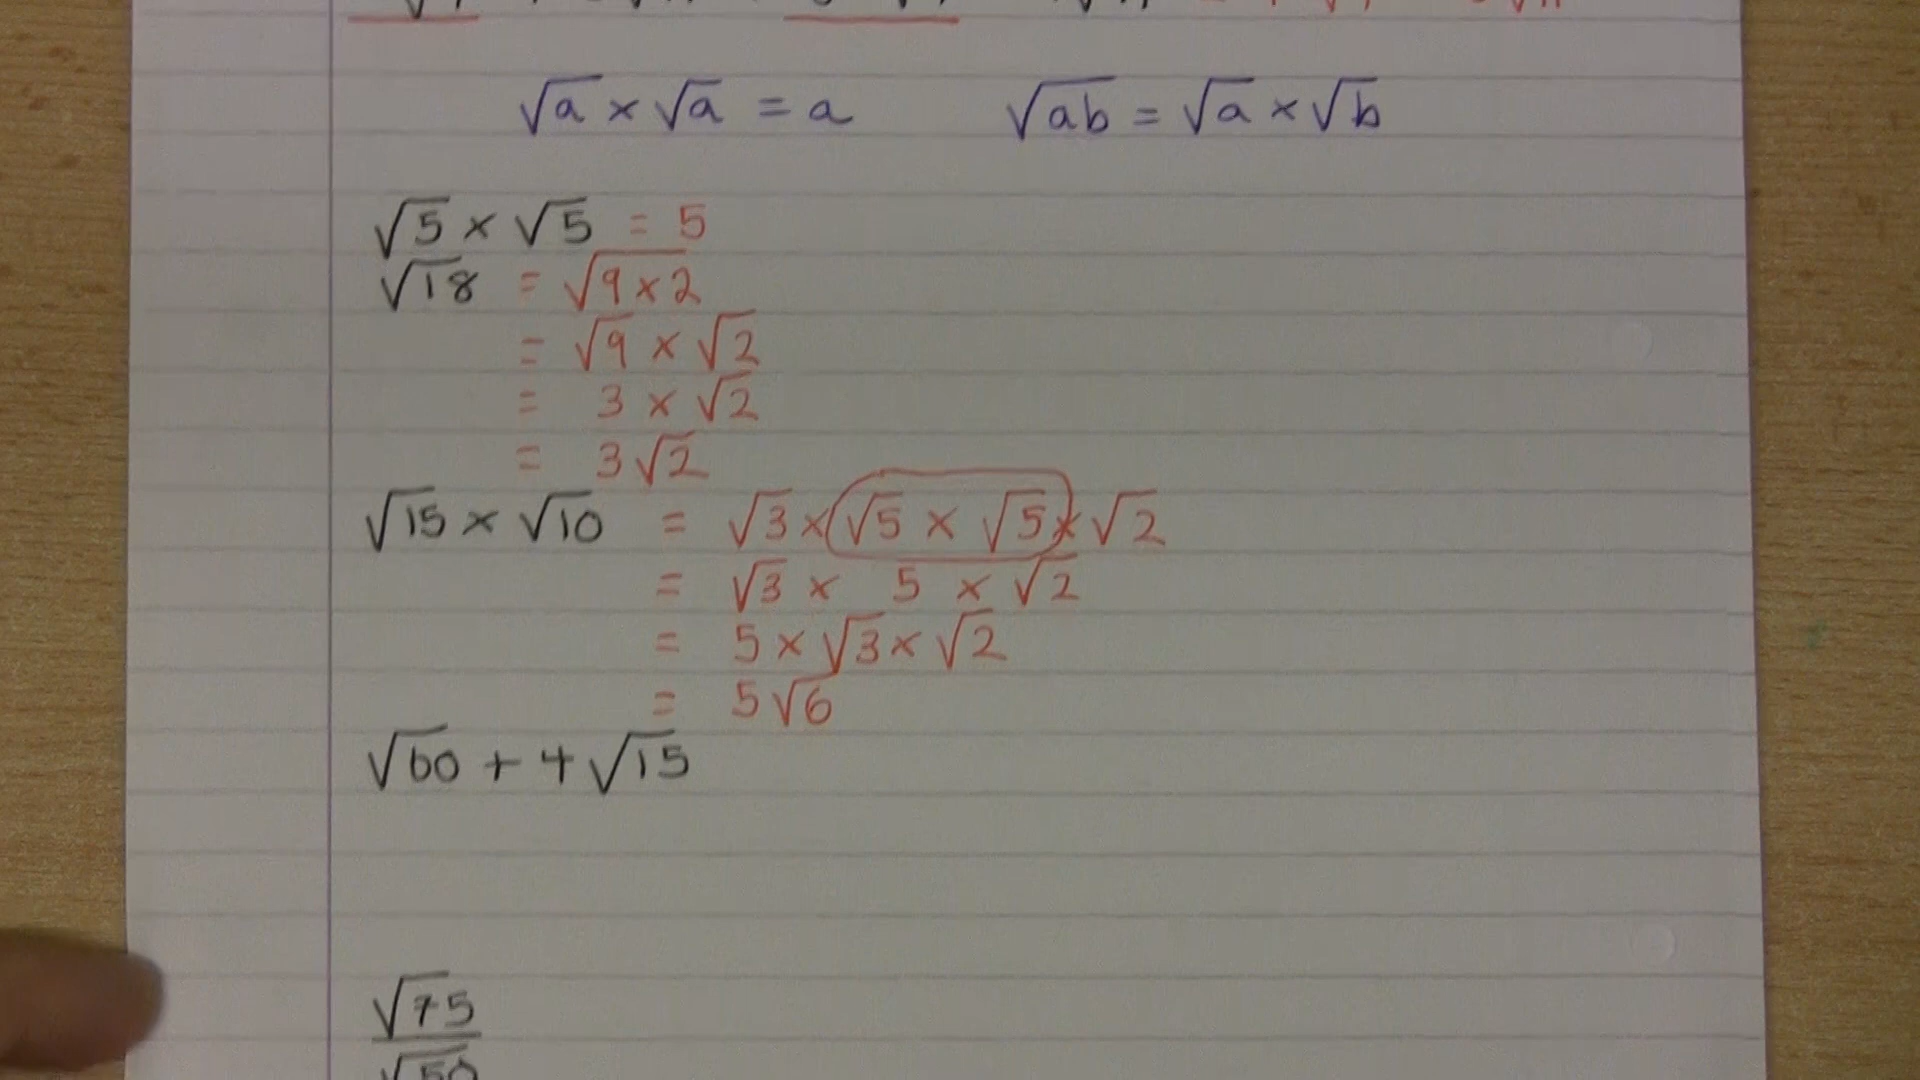 √a × √a = a √ab = √a × √b
√5 × √5 = 5
√18 = √9 × 2
= √9 × √2
= 3 × √2
= 3√2
√15 × √10 = √3 × √5 × √5 × √2
= √3 × 5 × √2
= 5 × √3 × √2
= 5√6
√60 + 4√15
√75
√50